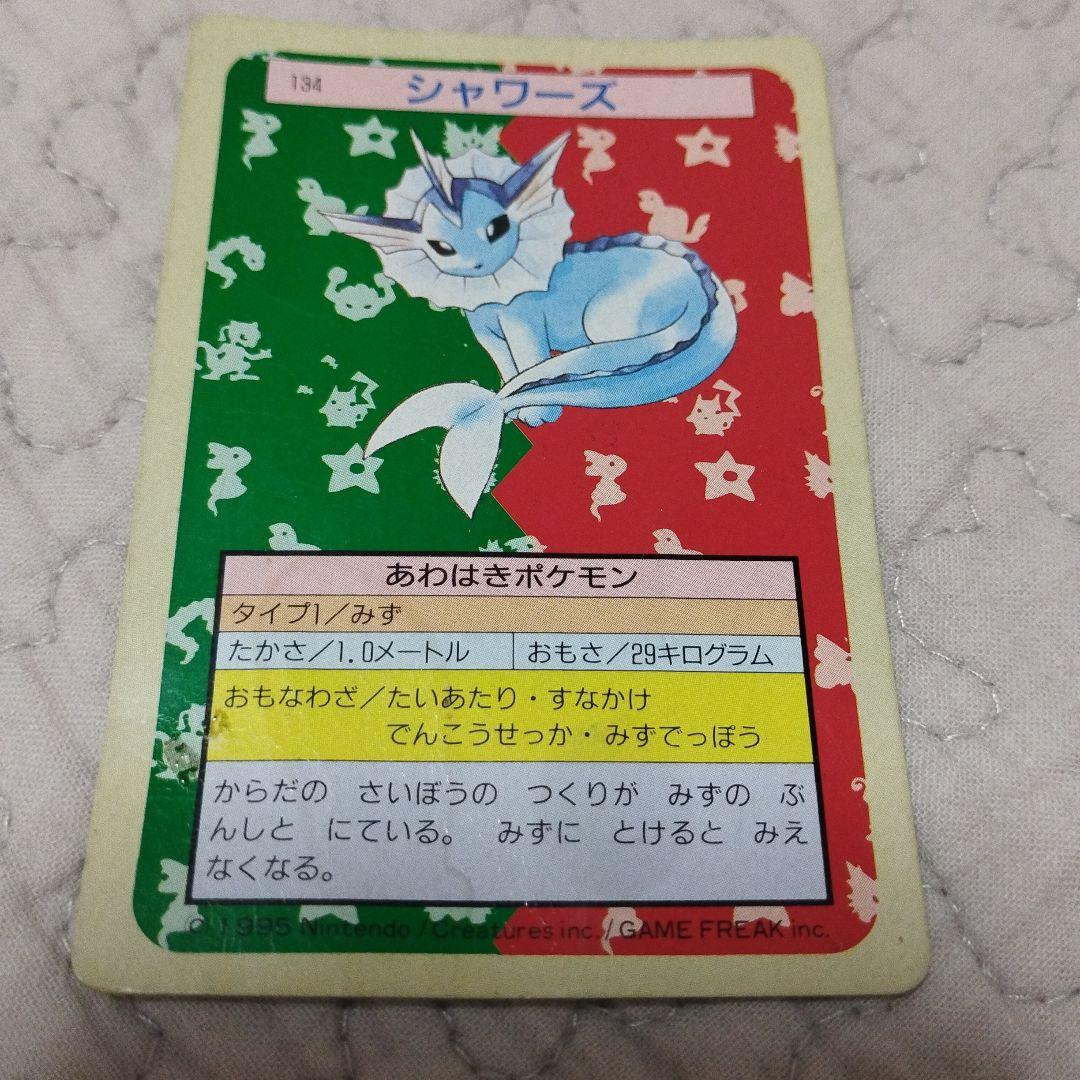 134
シャワーズ
あわはきポケモン
タイプ1／みず
たかさ／1.0メートル
おもさ／29キログラム
おもなわざ／たいあたり・すなかけ
でんこうせっか・みずでっぽう
からだの さいぼうの つくりが みずの ぶ
んしと にている。 みずに とけると みえ
なくなる。
© 1995 Nintendo /Creatures inc. / GAME FREAK inc.